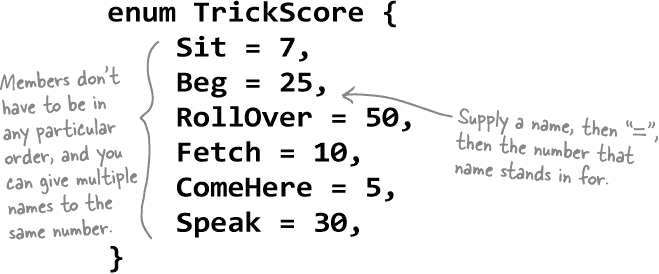 enum TrickScore {
Sit = 7,
Beg = 25,
RollOver = 50,
Fetch = 10,
ComeHere = 5,
Speak = 30,
}
Members don't
have to be in
any particular
order, and you
can give multiple
names to the
same number.
Supply a name, then "=",
then the number that
name stands in for.